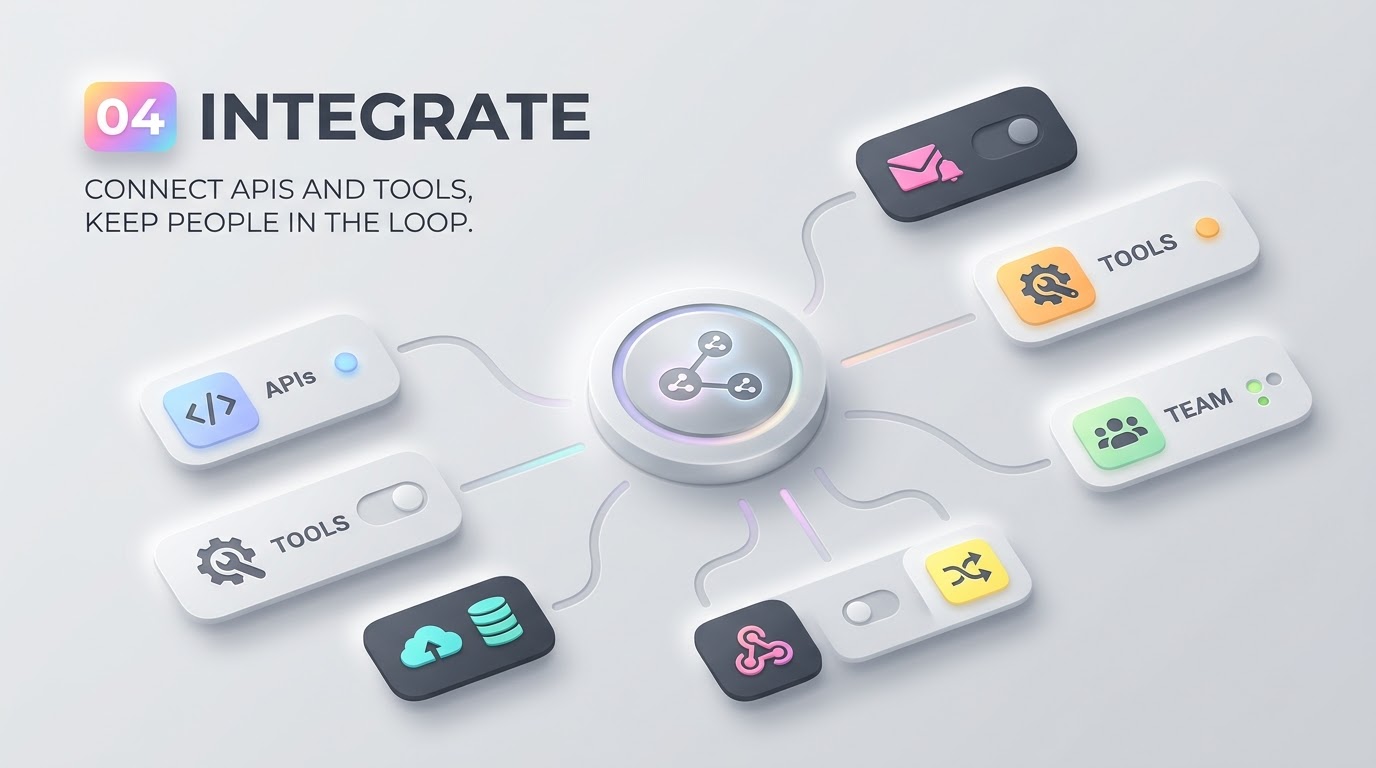 04 INTEGRATE
CONNECT APIS AND TOOLS,
KEEP PEOPLE IN THE LOOP.
TOOLS
APIs
TEAM
TOOLS